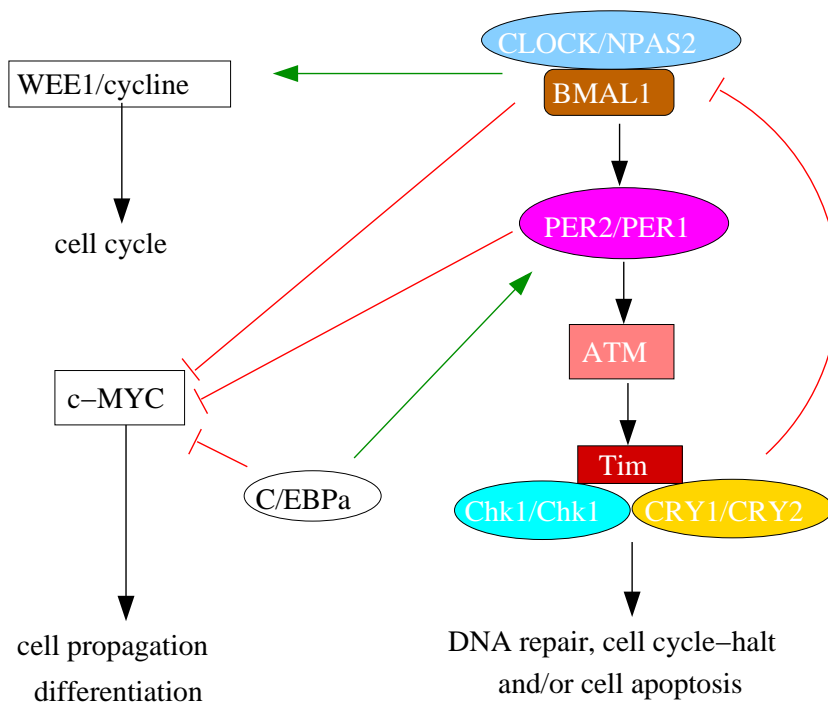 CLOCK/NPAS2
WEE1/cycline
BMAL1
PER2/PER1
cell cycle
ATM
c−MYC
Tim
C/EBPa
Chk1/Chk1
CRY1/CRY2
cell propagation
differentiation
DNA repair, cell cycle−halt
and/or cell apoptosis